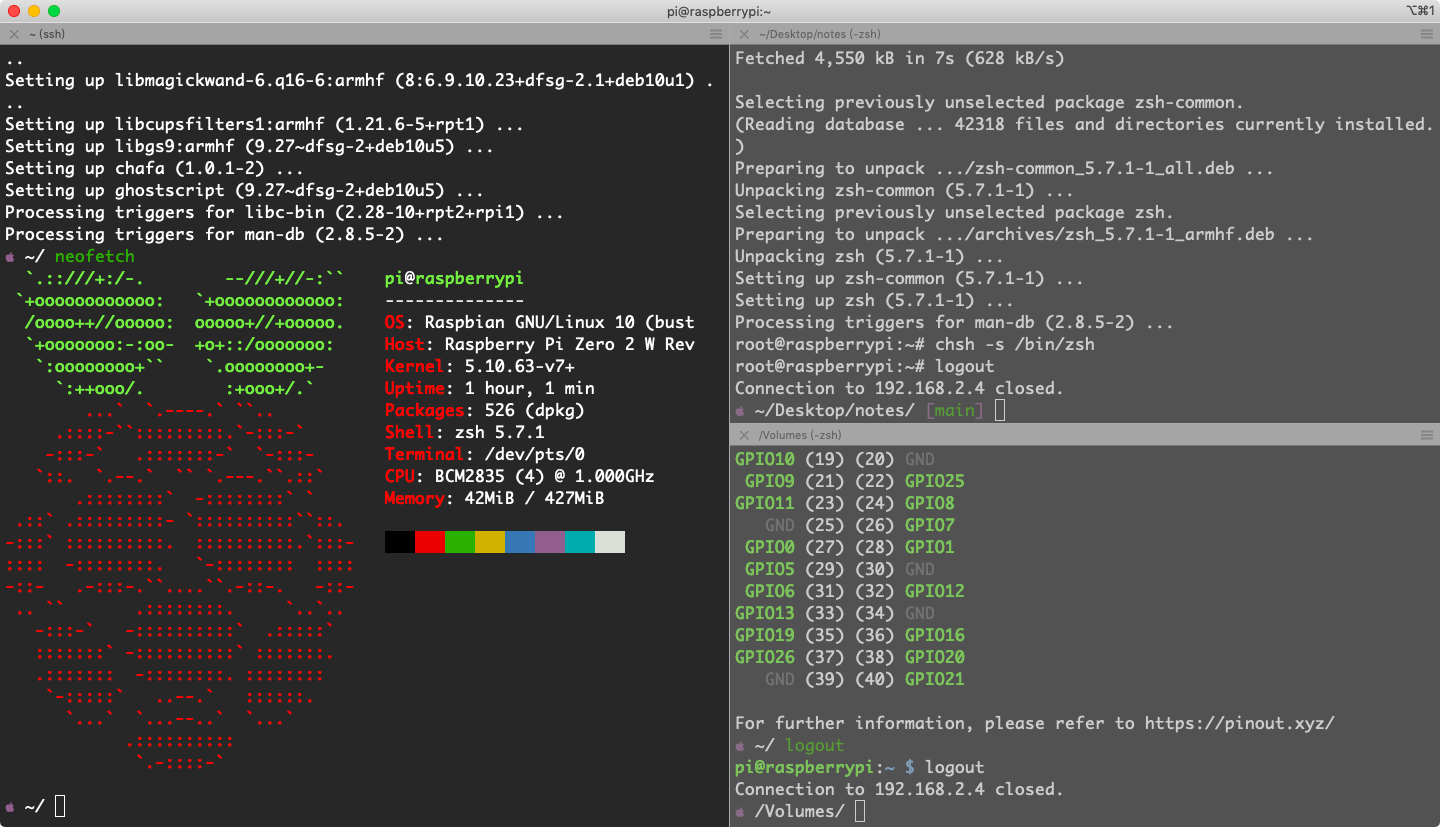 pi@raspberrypi:~
⌥⌘1
~ (ssh)
..
Setting up libmagickwand-6.q16-6:armhf (8:6.9.10.23+dfsg-2.1+deb10u1) .
..
Setting up libcupsfilters1:armhf (1.21.6-5+rpt1) ...
Setting up libgs9:armhf (9.27~dfsg-2+deb10u5) ...
Setting up chafa (1.0.1-2) ...
Setting up ghostscript (9.27~dfsg-2+deb10u5) ...
Processing triggers for libc-bin (2.28-10+rpt2+rpi1) ...
Processing triggers for man-db (2.8.5-2) ...
~/ neofetch
pi@raspberrypi
--------------
OS: Raspbian GNU/Linux 10 (bust
Host: Raspberry Pi Zero 2 W Rev
Kernel: 5.10.63-v7+
Uptime: 1 hour, 1 min
Packages: 526 (dpkg)
Shell: zsh 5.7.1
Terminal: /dev/pts/0
CPU: BCM2835 (4) @ 1.000GHz
Memory: 42MiB / 427MiB
~/
~/Desktop/notes (-zsh)
Fetched 4,550 kB in 7s (628 kB/s)
Selecting previously unselected package zsh-common.
(Reading database ... 42318 files and directories currently installed.
)
Preparing to unpack .../zsh-common_5.7.1-1_all.deb ...
Unpacking zsh-common (5.7.1-1) ...
Selecting previously unselected package zsh.
Preparing to unpack .../archives/zsh_5.7.1-1_armhf.deb ...
Unpacking zsh (5.7.1-1) ...
Setting up zsh-common (5.7.1-1) ...
Setting up zsh (5.7.1-1) ...
Processing triggers for man-db (2.8.5-2) ...
root@raspberrypi:~# chsh -s /bin/zsh
root@raspberrypi:~# logout
Connection to 192.168.2.4 closed.
~/Desktop/notes/ [main]
/Volumes (-zsh)
GPIO10 (19) (20) GND
GPIO9 (21) (22) GPIO25
GPIO11 (23) (24) GPIO8
GND (25) (26) GPIO7
GPIO0 (27) (28) GPIO1
GPIO5 (29) (30) GND
GPIO6 (31) (32) GPIO12
GPIO13 (33) (34) GND
GPIO19 (35) (36) GPIO16
GPIO26 (37) (38) GPIO20
GND (39) (40) GPIO21
For further information, please refer to https://pinout.xyz/
~/ logout
pi@raspberrypi:~ $ logout
Connection to 192.168.2.4 closed.
/Volumes/